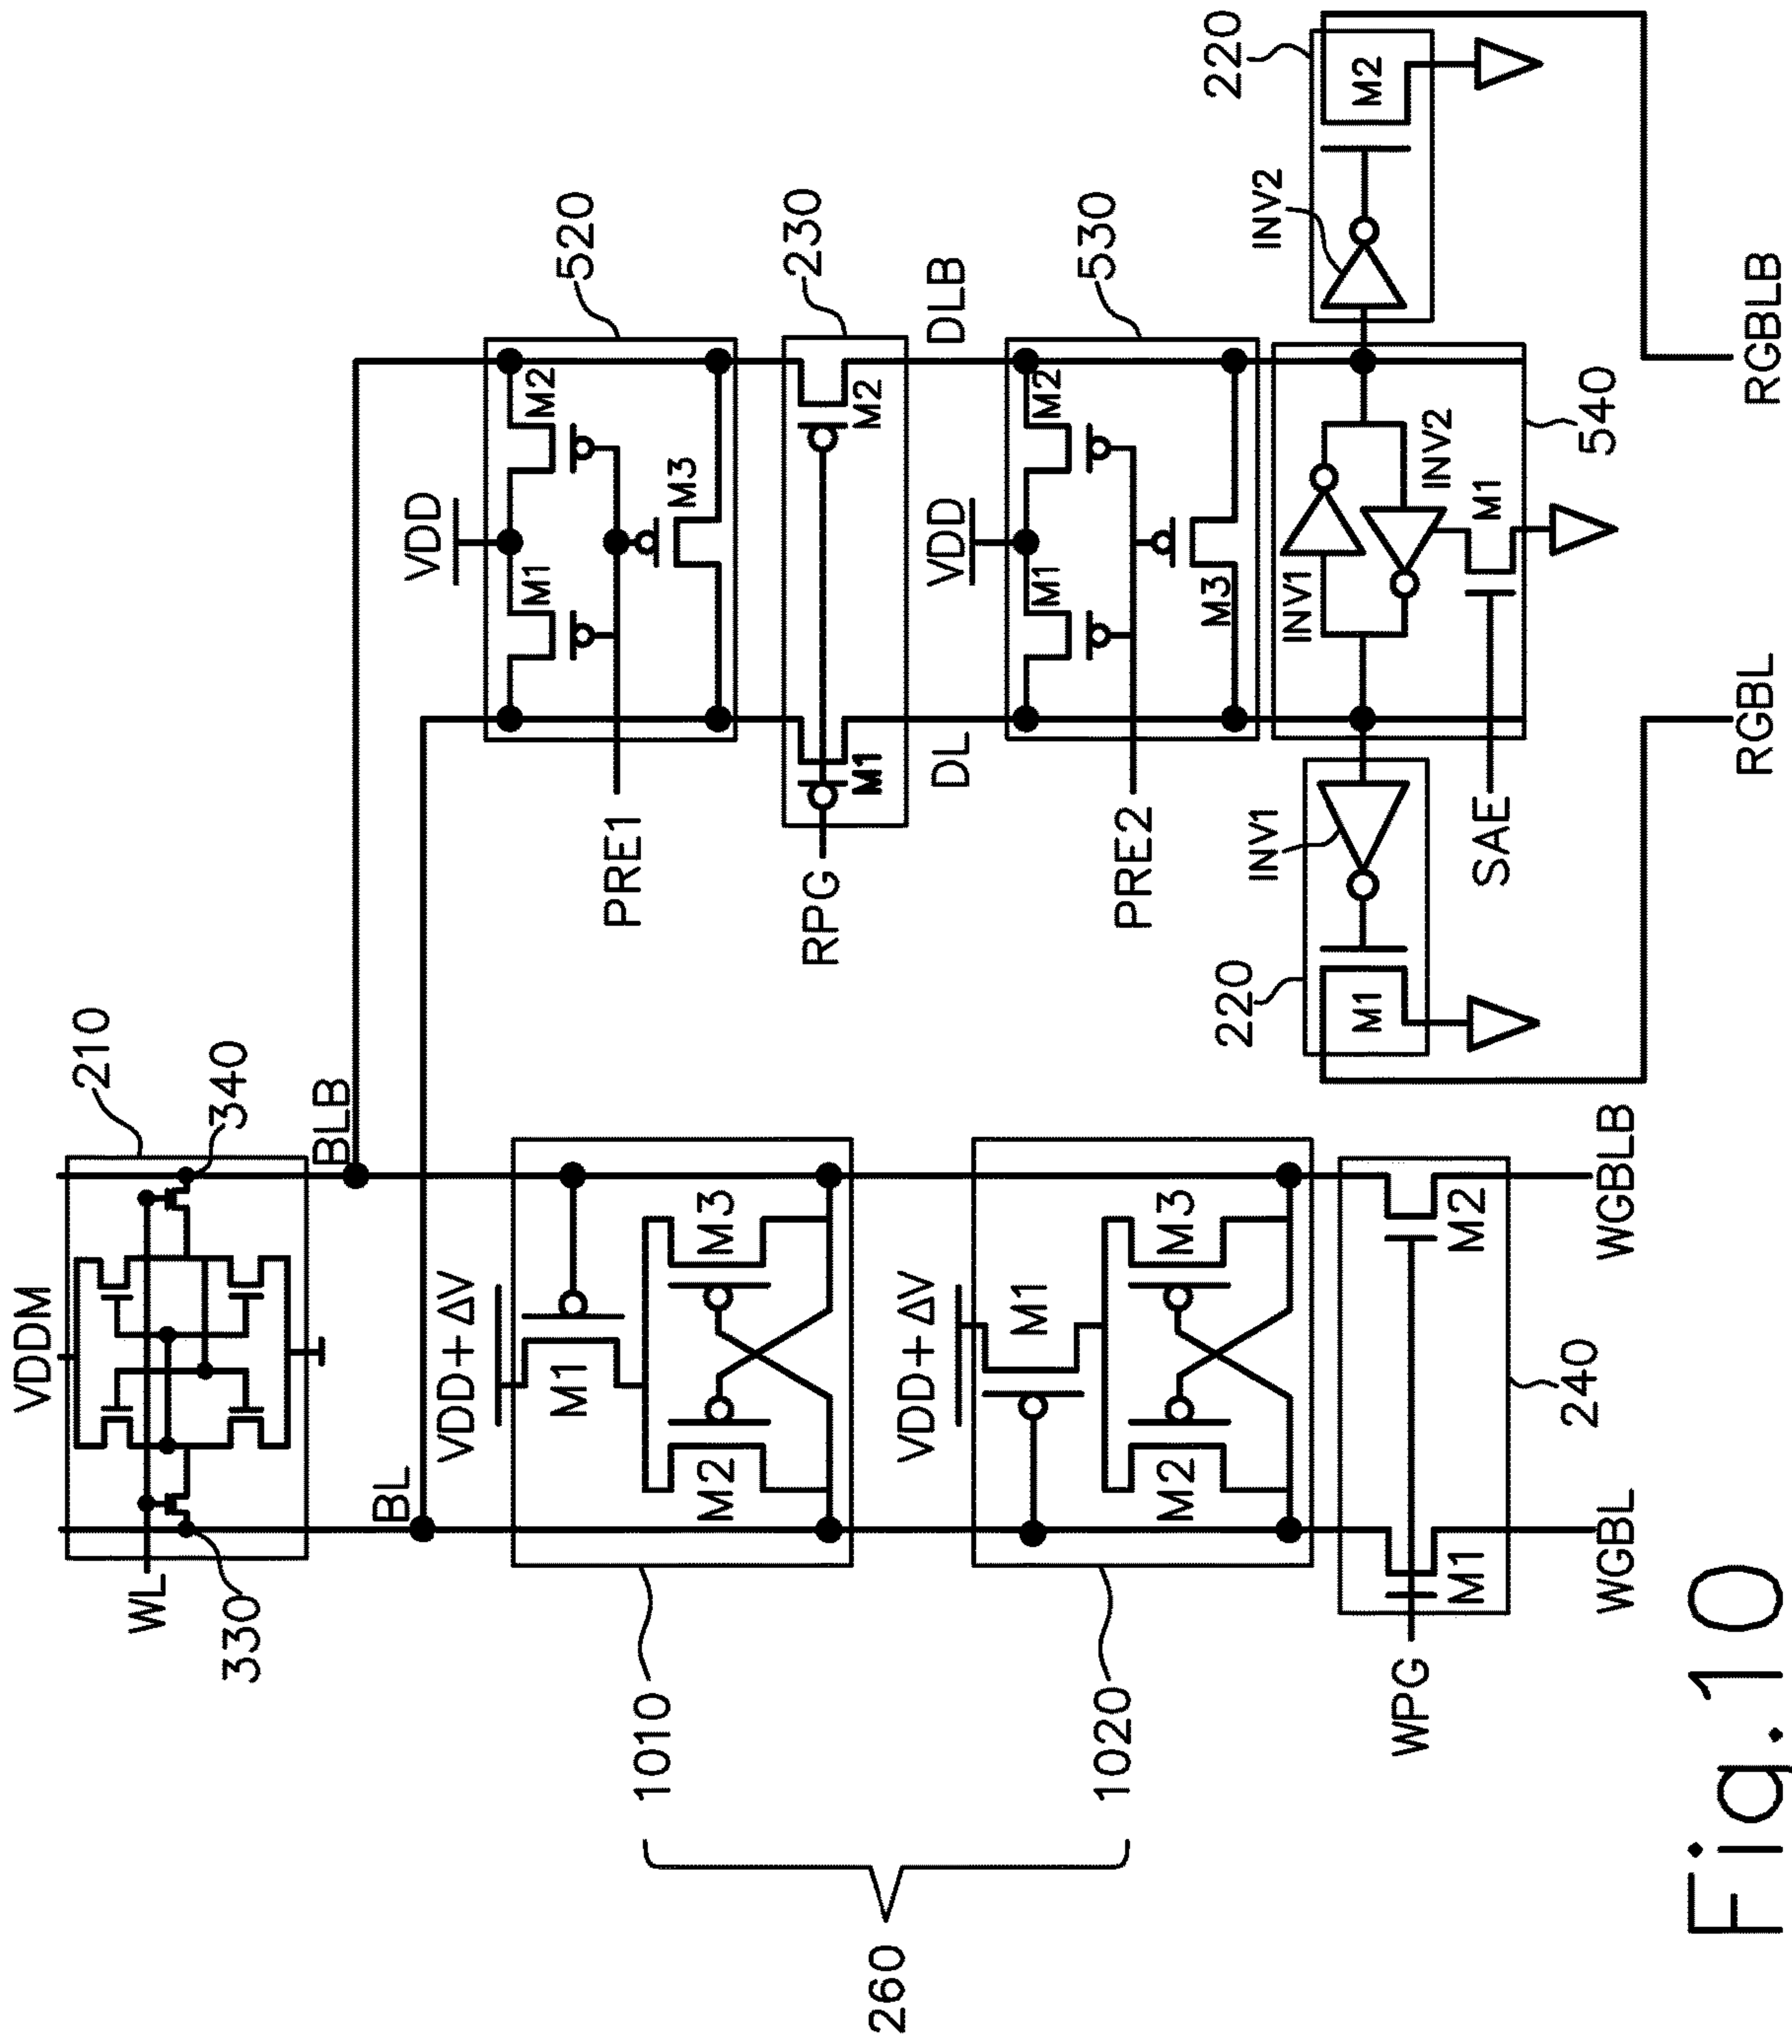 210
VDDM
340
WL
330
BLB
BL
VDD+ΔV
M1
M2
M3
1010
VDD+ΔV
M1
M2
M3
1020
260
WPG
M1
M2
240
WGBL
WGBLB
VDD
M1
M2
M3
520
PRE1
230
M1
M2
RPG
DL
DLB
VDD
M1
M2
M3
530
PRE2
INV1
INV2
M1
540
SAE
220
INV1
M1
220
INV2
M2
RGBL
RGBLB
Fig.10